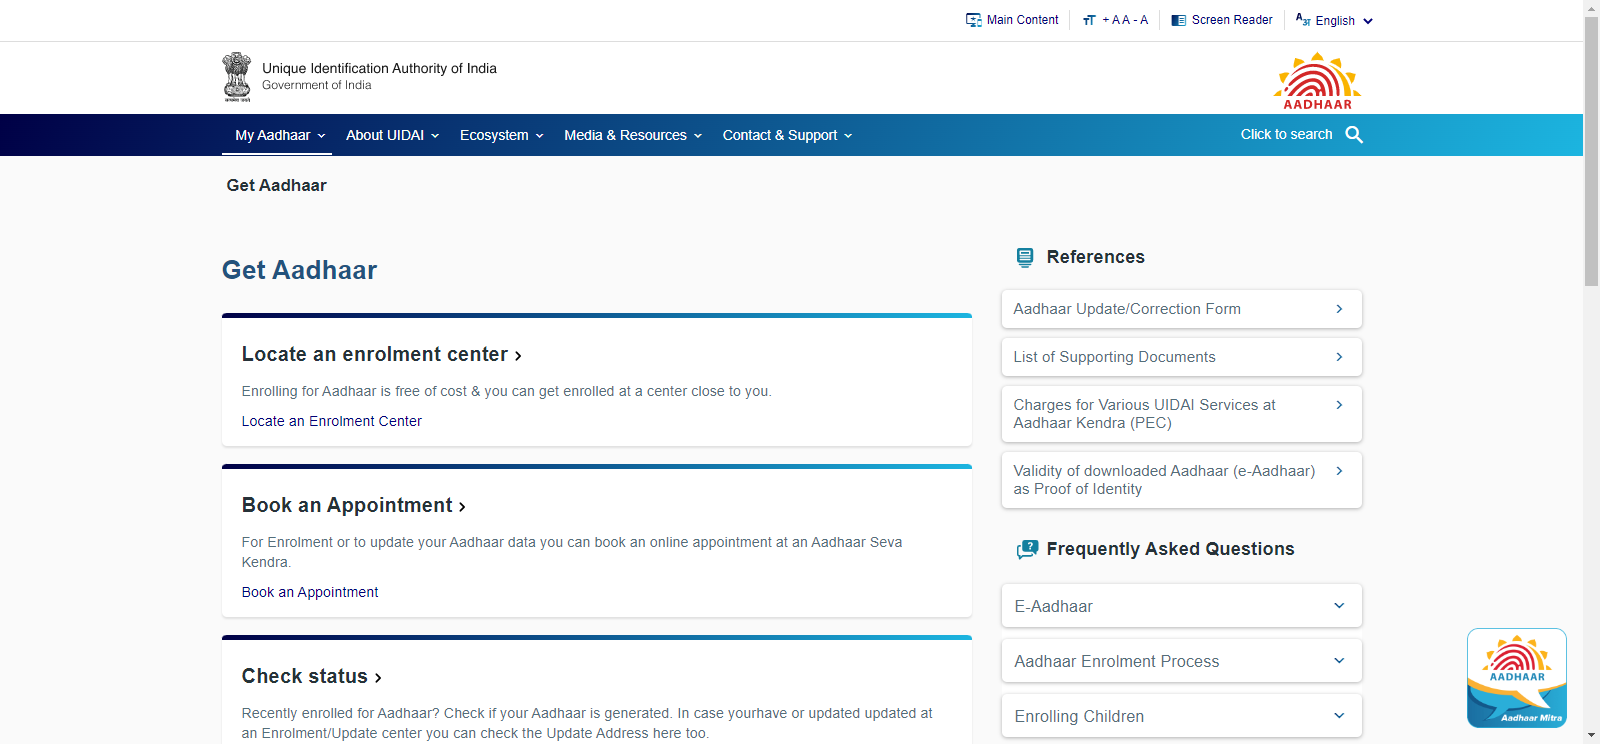 Main Content
+ A A - A
Screen Reader
English
Unique Identification Authority of India
Government of India
AADHAAR
My Aadhaar
About UIDAI
Ecosystem
Media & Resources
Contact & Support
Click to search
Get Aadhaar
Get Aadhaar
Locate an enrolment center
Enrolling for Aadhaar is free of cost & you can get enrolled at a center close to you.
Locate an Enrolment Center
Book an Appointment
For Enrolment or to update your Aadhaar data you can book an online appointment at an Aadhaar Seva
Kendra.
Book an Appointment
Check status
Recently enrolled for Aadhaar? Check if your Aadhaar is generated. In case yourhave or updated updated at
an Enrolment/Update center you can check the Update Address here too.
References
Aadhaar Update/Correction Form
List of Supporting Documents
Charges for Various UIDAI Services at
Aadhaar Kendra (PEC)
Validity of downloaded Aadhaar (e-Aadhaar)
as Proof of Identity
Frequently Asked Questions
E-Aadhaar
Aadhaar Enrolment Process
Enrolling Children
AADHAAR
Aadhaar Mitra